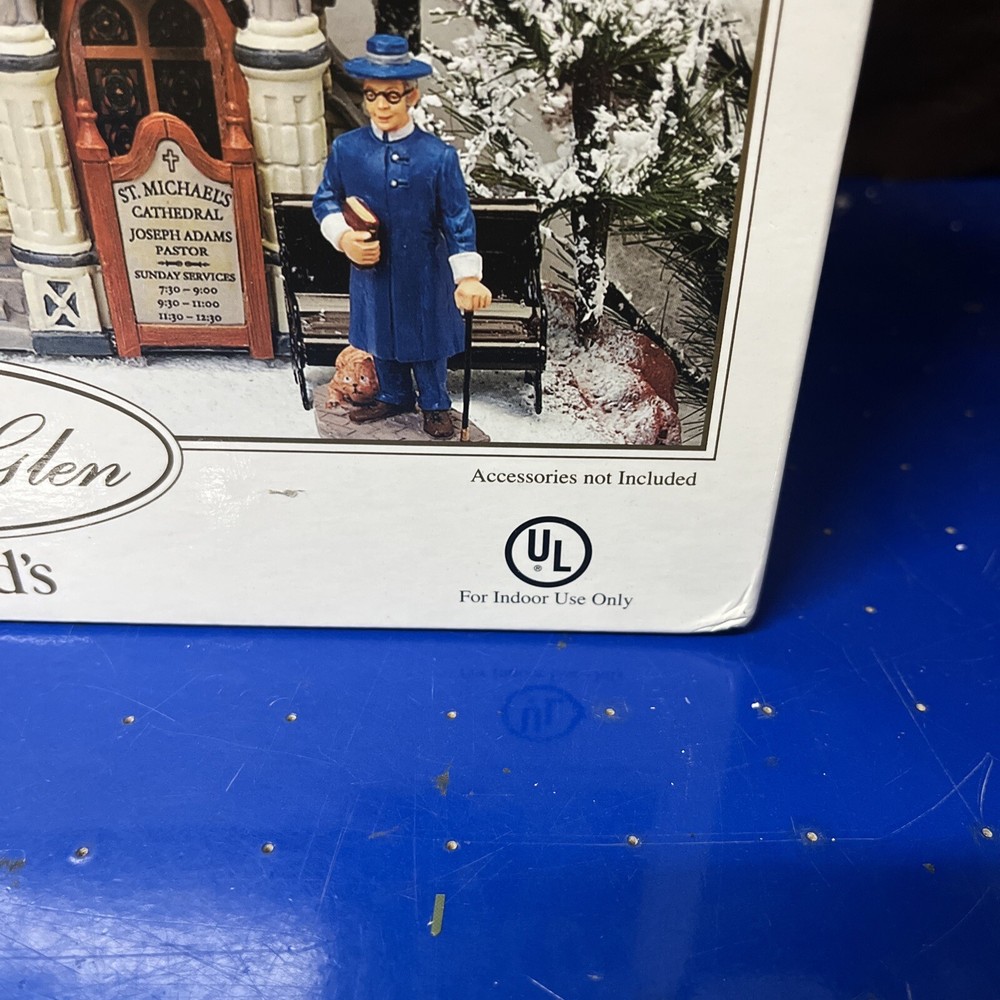 ST. MICHAEL'S
CATHEDRAL
JOSEPH ADAMS
PASTOR
SUNDAY SERVICES
7:30 – 9:00
9:30 – 11:00
11:30 – 12:30
Glen
d's
Accessories not Included
UL
®
For Indoor Use Only